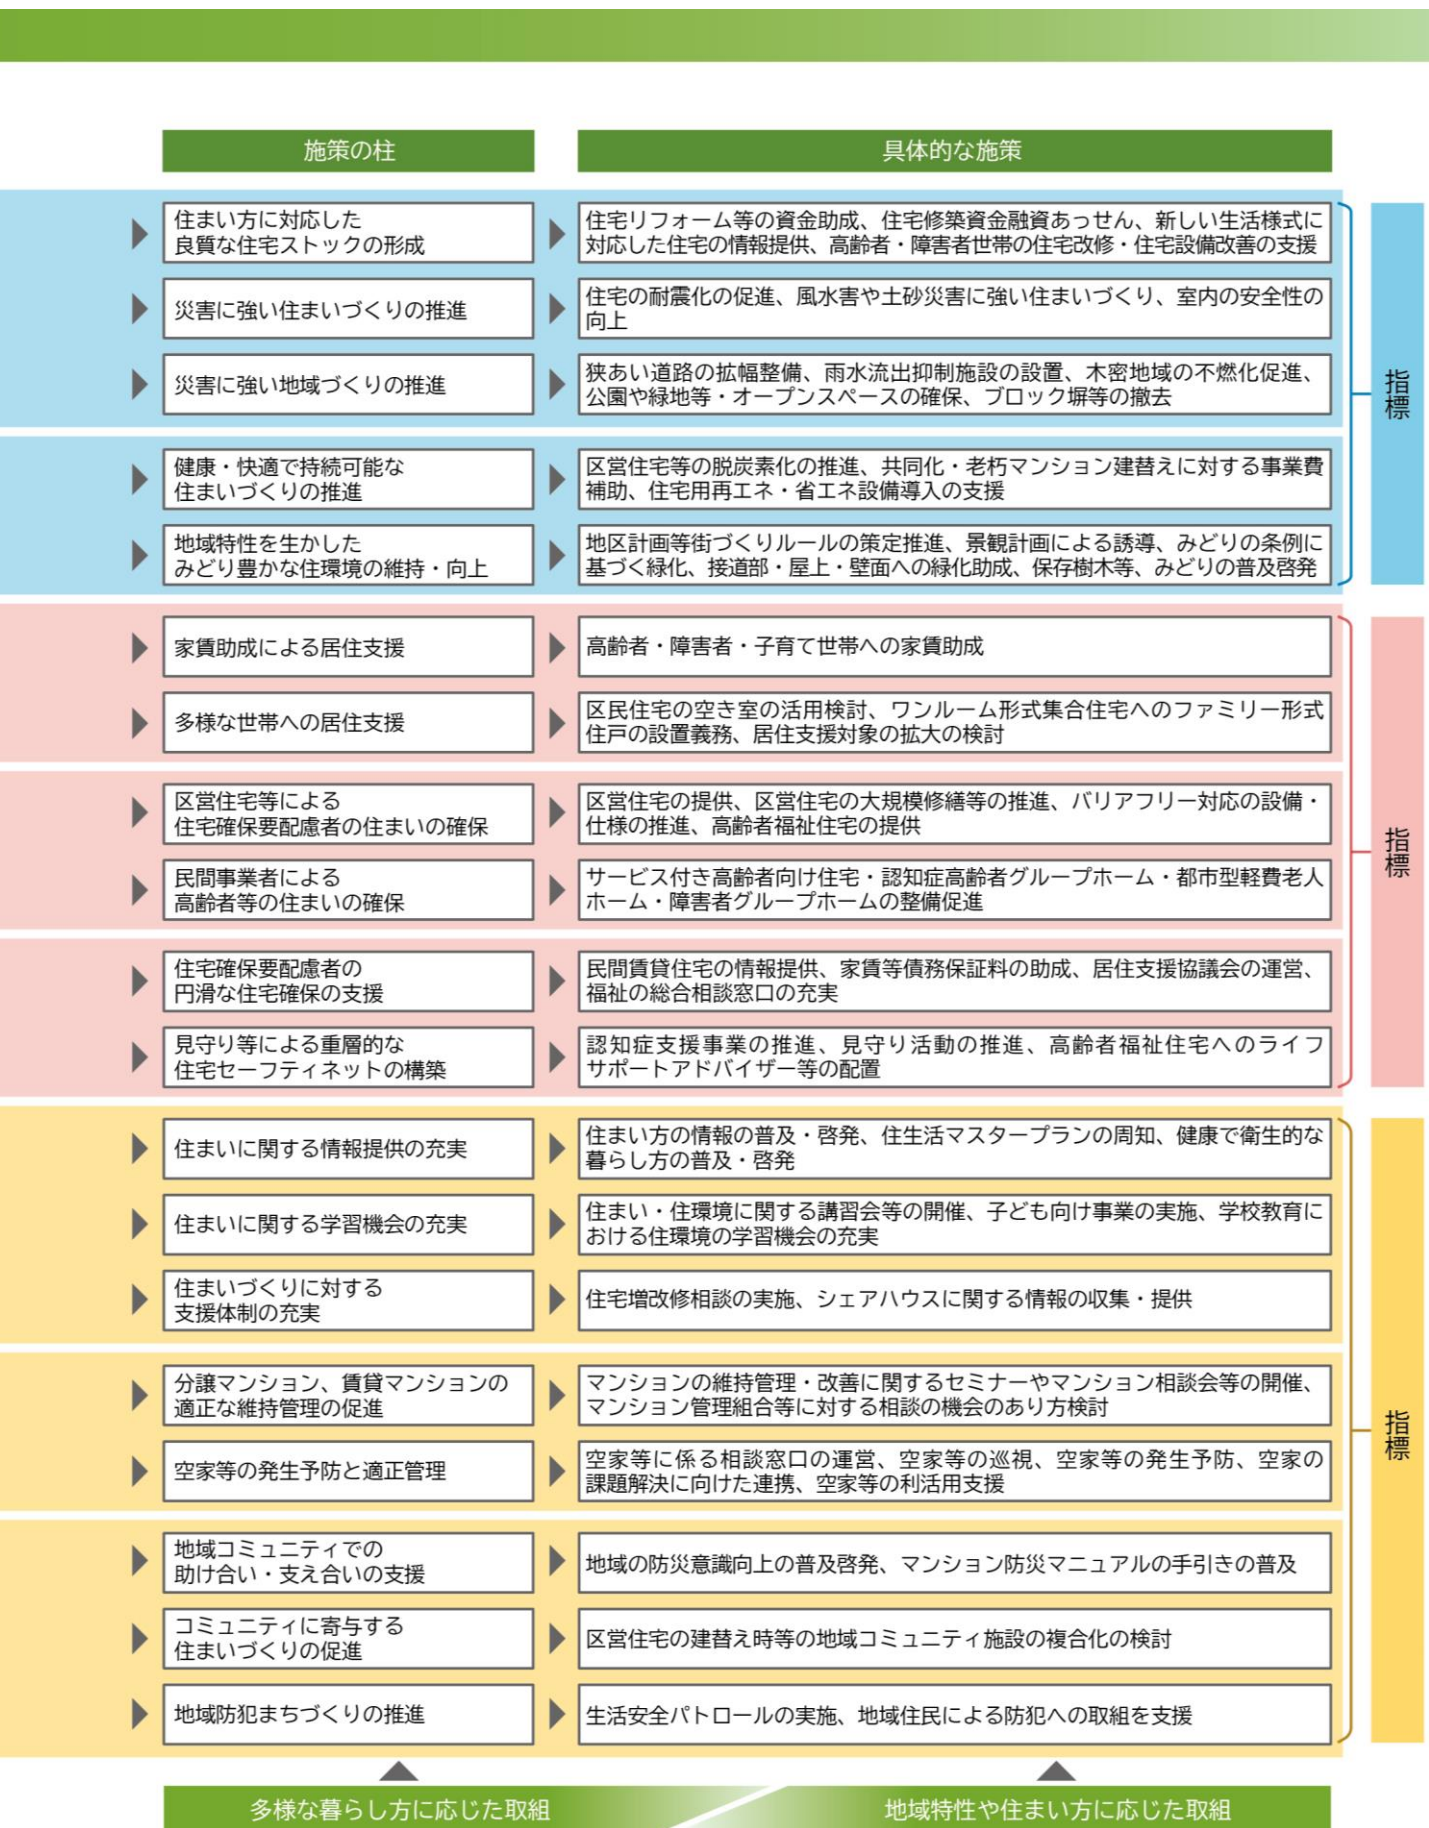 施策の柱
具体的な施策
住まい方に対応した
良質な住宅ストックの形成
住宅リフォーム等の資金助成、住宅修築資金融資あっせん、新しい生活様式に
対応した住宅の情報提供、高齢者・障害者世帯の住宅改修・住宅設備改善の支援
災害に強い住まいづくりの推進
住宅の耐震化の促進、風水害や土砂災害に強い住まいづくり、室内の安全性の
向上
災害に強い地域づくりの推進
狭あい道路の拡幅整備、雨水流出抑制施設の設置、木密地域の不燃化促進、
公園や緑地等・オープンスペースの確保、ブロック塀等の撤去
健康・快適で持続可能な
住まいづくりの推進
区営住宅等の脱炭素化の推進、共同化・老朽マンション建替えに対する事業費
補助、住宅用再エネ・省エネ設備導入の支援
地域特性を生かした
みどり豊かな住環境の維持・向上
地区計画等街づくりルールの策定推進、景観計画による誘導、みどりの条例に
基づく緑化、接道部・屋上・壁面への緑化助成、保存樹木等、みどりの普及啓発
指標
家賃助成による居住支援
高齢者・障害者・子育て世帯への家賃助成
多様な世帯への居住支援
区民住宅の空き室の活用検討、ワンルーム形式集合住宅へのファミリー形式
住戸の設置義務、居住支援対象の拡大の検討
区営住宅等による
住宅確保要配慮者の住まいの確保
区営住宅の提供、区営住宅の大規模修繕等の推進、バリアフリー対応の設備・
仕様の推進、高齢者福祉住宅の提供
民間事業者による
高齢者等の住まいの確保
サービス付き高齢者向け住宅・認知症高齢者グループホーム・都市型軽費老人
ホーム・障害者グループホームの整備促進
住宅確保要配慮者の
円滑な住宅確保の支援
民間賃貸住宅の情報提供、家賃等債務保証料の助成、居住支援協議会の運営、
福祉の総合相談窓口の充実
見守り等による重層的な
住宅セーフティネットの構築
認知症支援事業の推進、見守り活動の推進、高齢者福祉住宅へのライフ
サポートアドバイザー等の配置
指標
住まいに関する情報提供の充実
住まい方の情報の普及・啓発、住生活マスタープランの周知、健康で衛生的な
暮らし方の普及・啓発
住まいに関する学習機会の充実
住まい・住環境に関する講習会等の開催、子ども向け事業の実施、学校教育に
おける住環境の学習機会の充実
住まいづくりに対する
支援体制の充実
住宅増改修相談の実施、シェアハウスに関する情報の収集・提供
分譲マンション、賃貸マンションの
適正な維持管理の促進
マンションの維持管理・改善に関するセミナーやマンション相談会等の開催、
マンション管理組合等に対する相談の機会のあり方検討
空家等の発生予防と適正管理
空家等に係る相談窓口の運営、空家等の巡視、空家等の発生予防、空家の
課題解決に向けた連携、空家等の利活用支援
地域コミュニティでの
助け合い・支え合いの支援
地域の防災意識向上の普及啓発、マンション防災マニュアルの手引きの普及
コミュニティに寄与する
住まいづくりの促進
区営住宅の建替え時等の地域コミュニティ施設の複合化の検討
地域防犯まちづくりの推進
生活安全パトロールの実施、地域住民による防犯への取組を支援
指標
多様な暮らし方に応じた取組
地域特性や住まい方に応じた取組